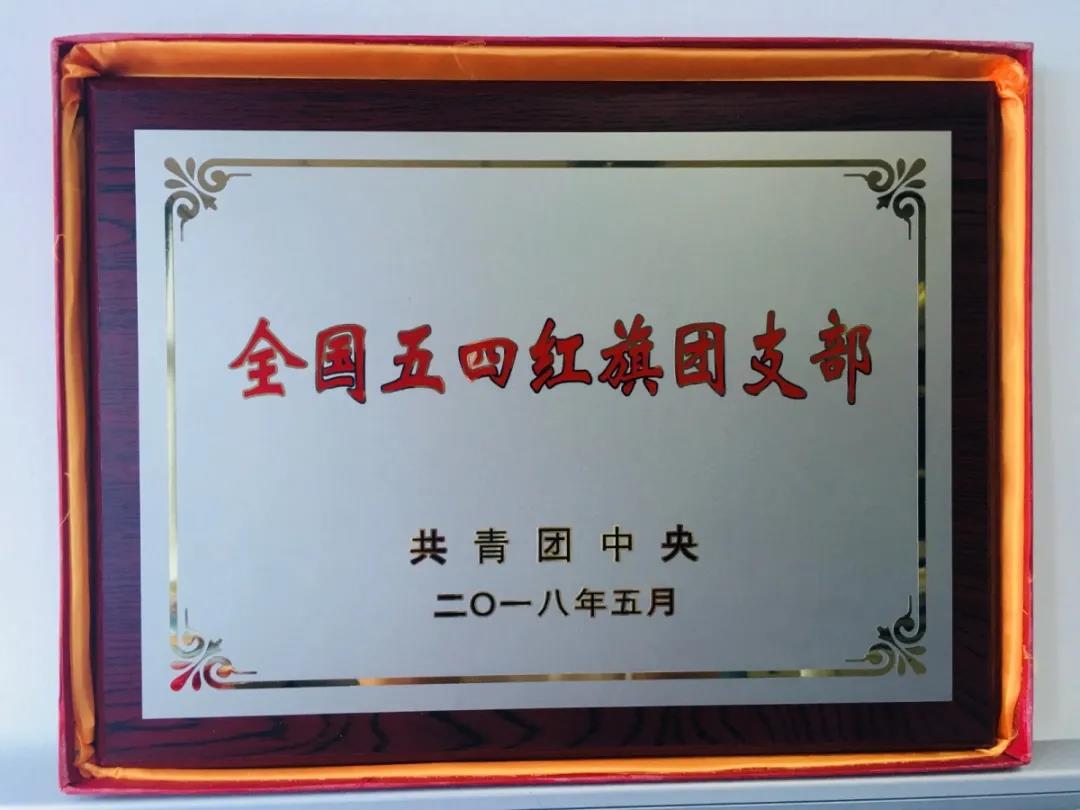 全国五四红旗团支部
共青团中央
二〇一八年五月